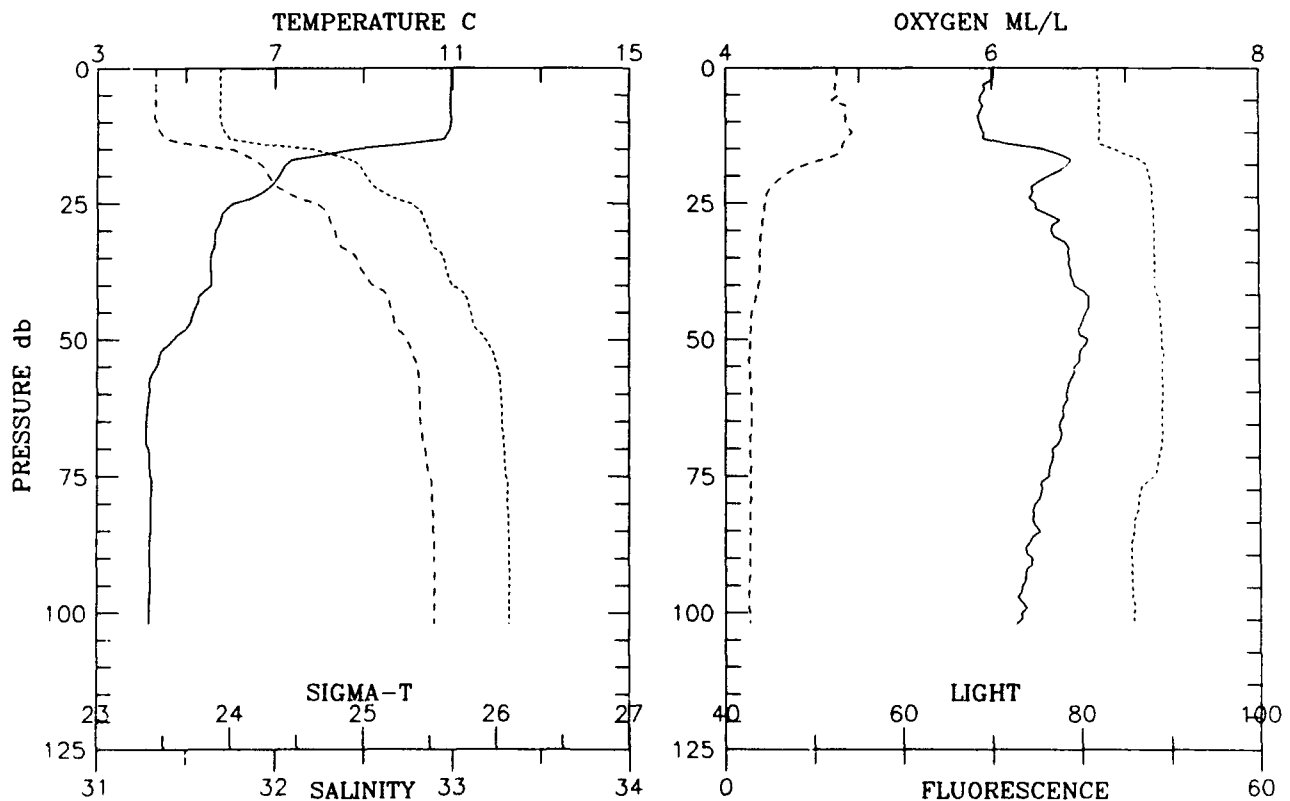 TEMPERATURE C
3 7 11 15
OXYGEN ML/L
4 6 8
0
25
50
75
100
125
PRESSURE db
0
25
50
75
100
125
SIGMA-T
23 24 25 26 27
31 32 33 34
SALINITY
LIGHT
40 60 80 100
0 FLUORESCENCE 60